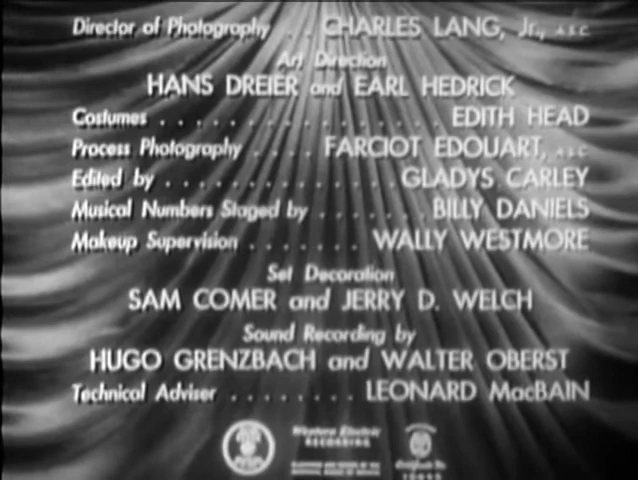 Director of Photography . . CHARLES LANG, Jr., A.S.C.
Art Direction
HANS DREIER and EARL HEDRICK
Costumes . . . . . . . . . . . . . . . . EDITH HEAD
Process Photography . . . . FARCIOT EDOUART, A.S.C.
Edited by . . . . . . . . . . . . . GLADYS CARLEY
Musical Numbers Staged by . . . . . . . BILLY DANIELS
Makeup Supervision . . . . . . . WALLY WESTMORE
Set Decoration
SAM COMER and JERRY D. WELCH
Sound Recording by
HUGO GRENZBACH and WALTER OBERST
Technical Adviser . . . . . . . . LEONARD MacBAIN
Western Electric
RECORDING
Certificate No.